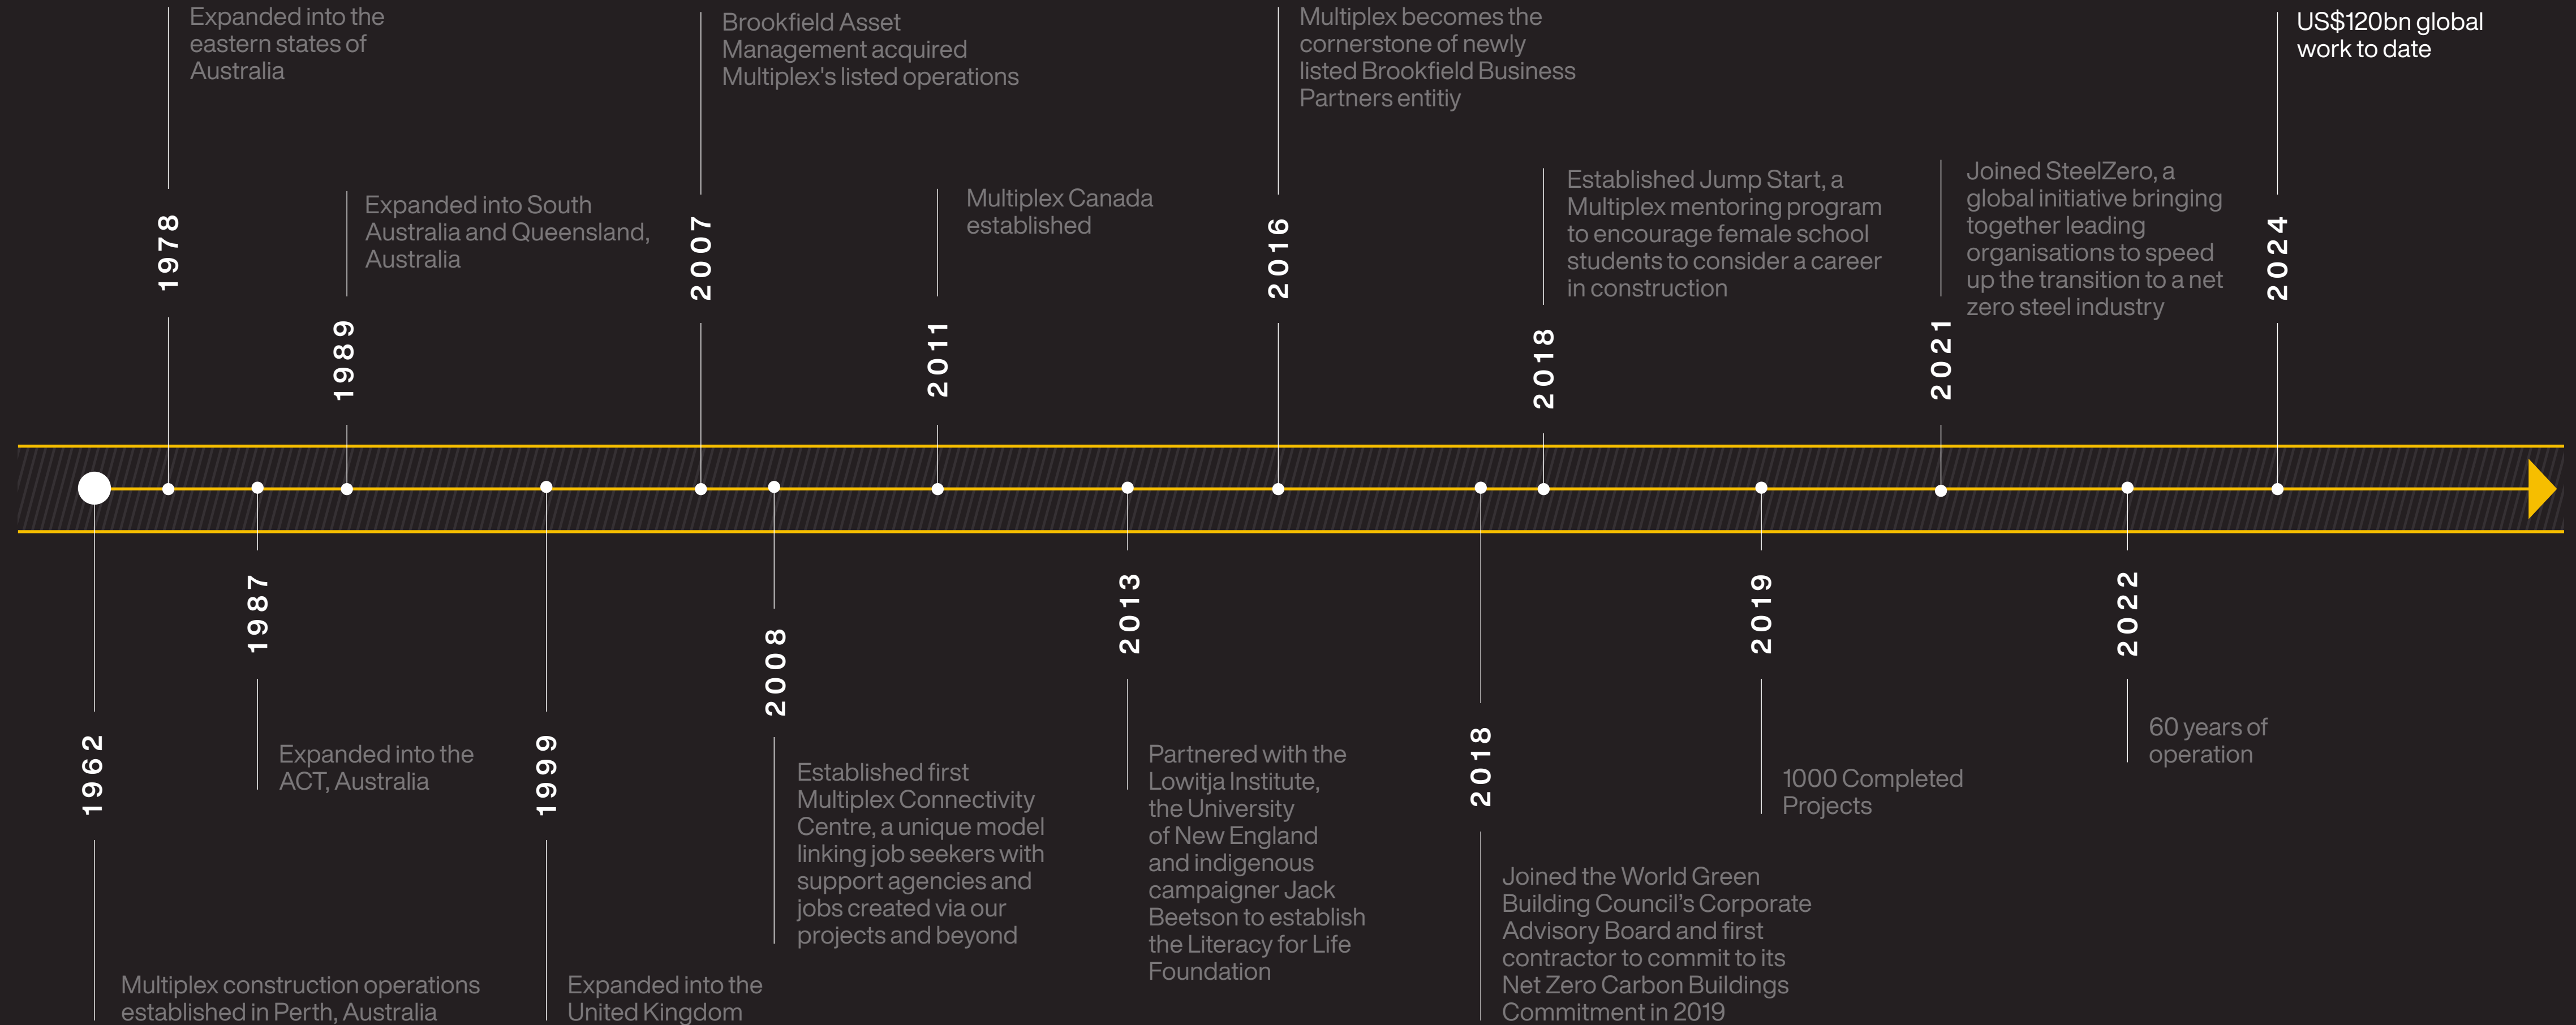 1978
Expanded into the
eastern states of
Australia
1989
Expanded into South
Australia and Queensland,
Australia
2007
Brookfield Asset
Management acquired
Multiplex's listed operations
2011
Multiplex Canada
established
2016
Multiplex becomes the
cornerstone of newly
listed Brookfield Business
Partners entitiy
2018
Established Jump Start, a
Multiplex mentoring program
to encourage female school
students to consider a career
in construction
2021
Joined SteelZero, a
global initiative bringing
together leading
organisations to speed
up the transition to a net
zero steel industry
2024
US$120bn global
work to date
1962
Multiplex construction operations
established in Perth, Australia
1987
Expanded into the
ACT, Australia
1999
Expanded into the
United Kingdom
2008
Established first
Multiplex Connectivity
Centre, a unique model
linking job seekers with
support agencies and
jobs created via our
projects and beyond
2013
Partnered with the
Lowitja Institute,
the University
of New England
and indigenous
campaigner Jack
Beetson to establish
the Literacy for Life
Foundation
2018
Joined the World Green
Building Council’s Corporate
Advisory Board and first
contractor to commit to its
Net Zero Carbon Buildings
Commitment in 2019
2019
1000 Completed
Projects
2022
60 years of
operation